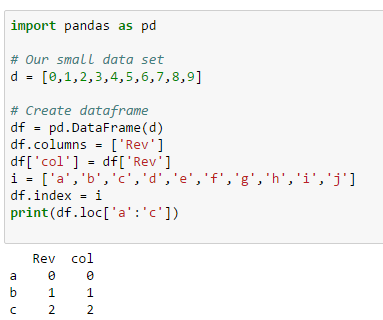 import pandas as pd
# Our small data set
d = [0,1,2,3,4,5,6,7,8,9]
# Create dataframe
df = pd.DataFrame(d)
df.columns = ['Rev']
df['col'] = df['Rev']
i = ['a','b','c','d','e','f','g','h','i','j']
df.index = i
print(df.loc['a':'c'])
Rev col
a 0 0
b 1 1
c 2 2